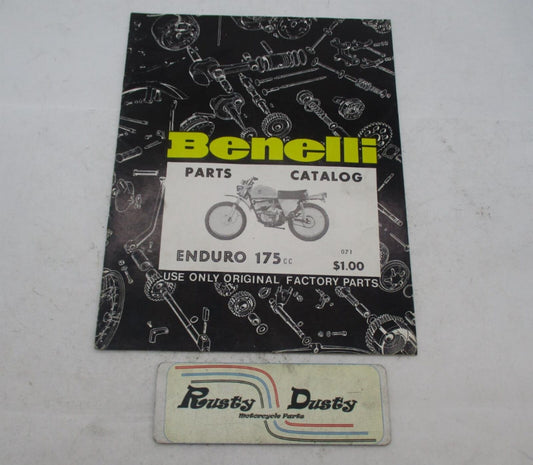 Benelli
PARTS CATALOG
ENDURO 175cc
071
$1.00
USE ONLY ORIGINAL FACTORY PARTS
Rusty Dusty
Motorcycle Parts